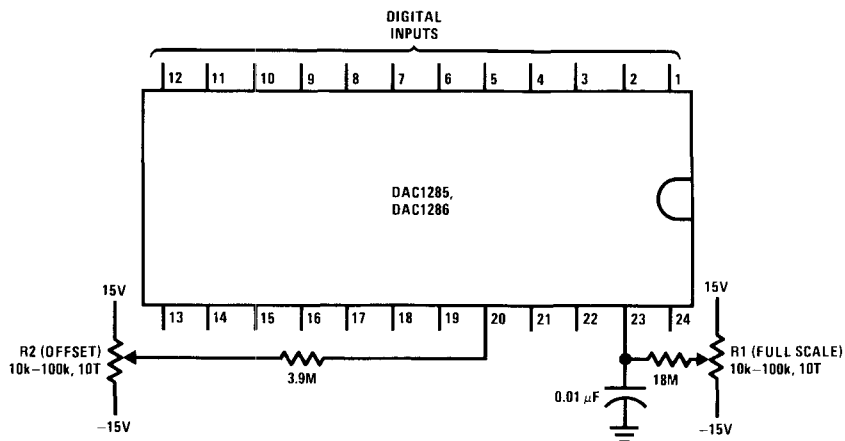 DIGITAL
INPUTS
12 11 10 9 8 7 6 5 4 3 2 1
DAC1285,
DAC1286
15V
15V
13 14 15 16 17 18 19 20 21 22 23 24
R2 (OFFSET)
10k–100k, 10T
3.9M
18M
R1 (FULL SCALE)
10k–100k, 10T
0.01 μF
–15V
–15V